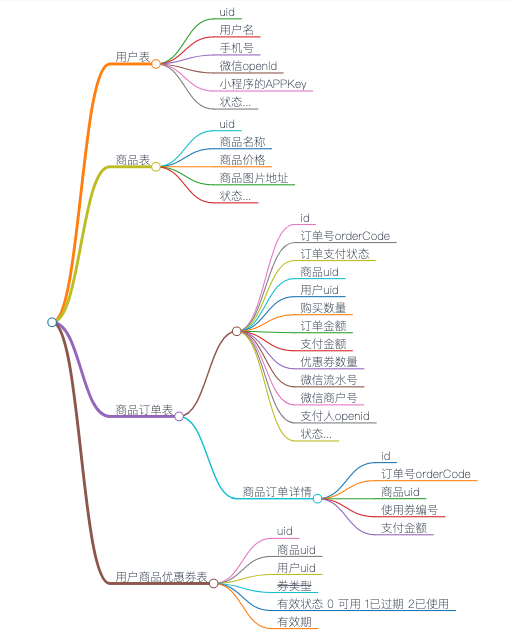 用户表
uid
用户名
手机号
微信openId
小程序的APPKey
状态...
商品表
uid
商品名称
商品价格
商品图片地址
状态...
商品订单表
id
订单号orderCode
订单支付状态
商品uid
用户uid
购买数量
订单金额
支付金额
优惠券数量
微信流水号
微信商户号
支付人openid
状态...
商品订单详情
id
订单号orderCode
商品uid
使用券编号
支付金额
用户商品优惠券表
uid
商品uid
用户uid
券类型
有效状态 0 可用 1已过期 2已使用
有效期